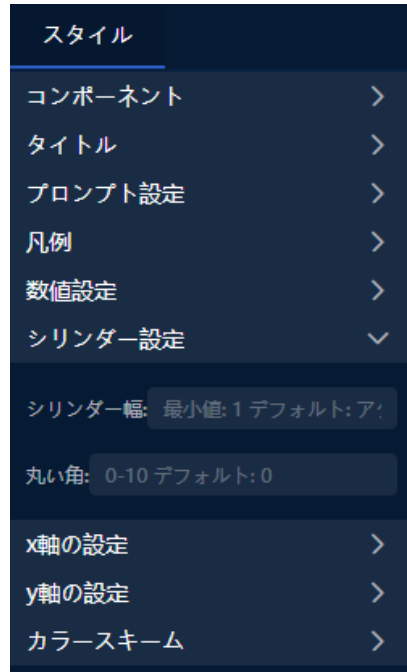 スタイル
コンポーネント
タイトル
プロンプト設定
凡例
数値設定
シリンダー設定
シリンダー幅: 最小値: 1 デフォルト: ア
丸い角: 0-10 デフォルト: 0
x軸の設定
y軸の設定
カラースキーム